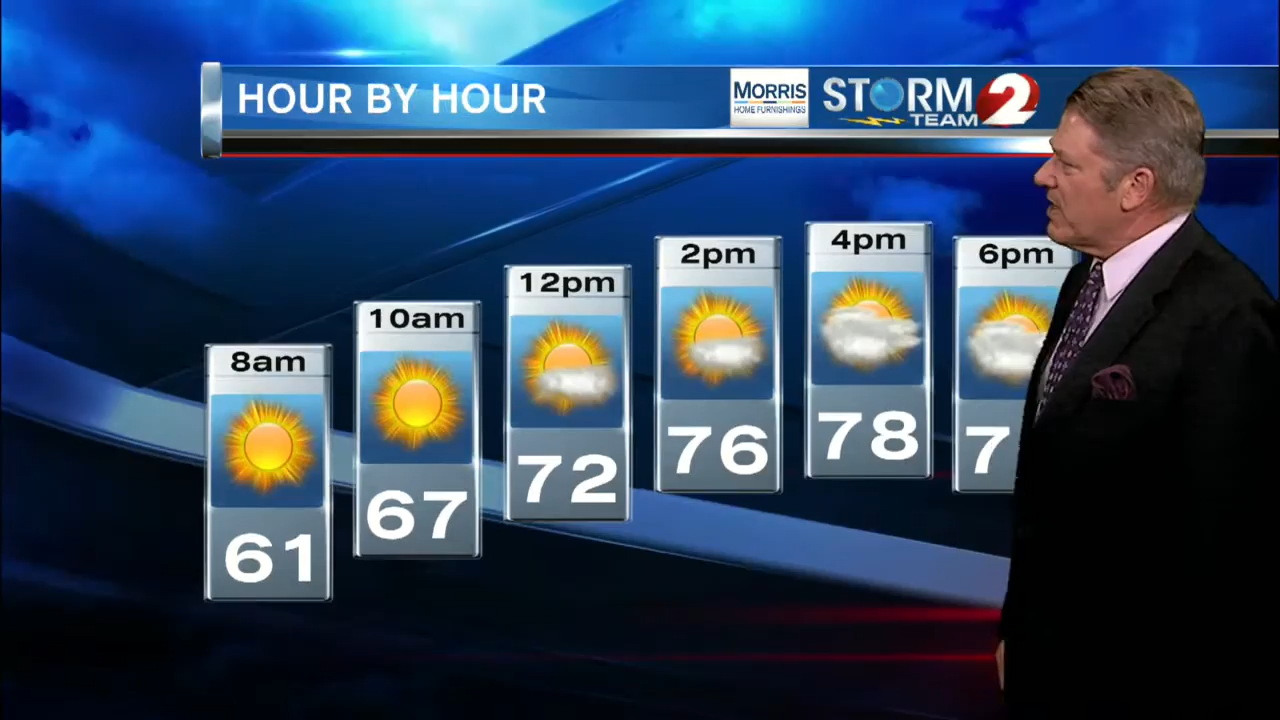 HOUR BY HOUR
MORRIS
HOME FURNISHINGS
STORM
TEAM
2
8am
10am
12pm
2pm
4pm
6pm
61
67
72
76
78